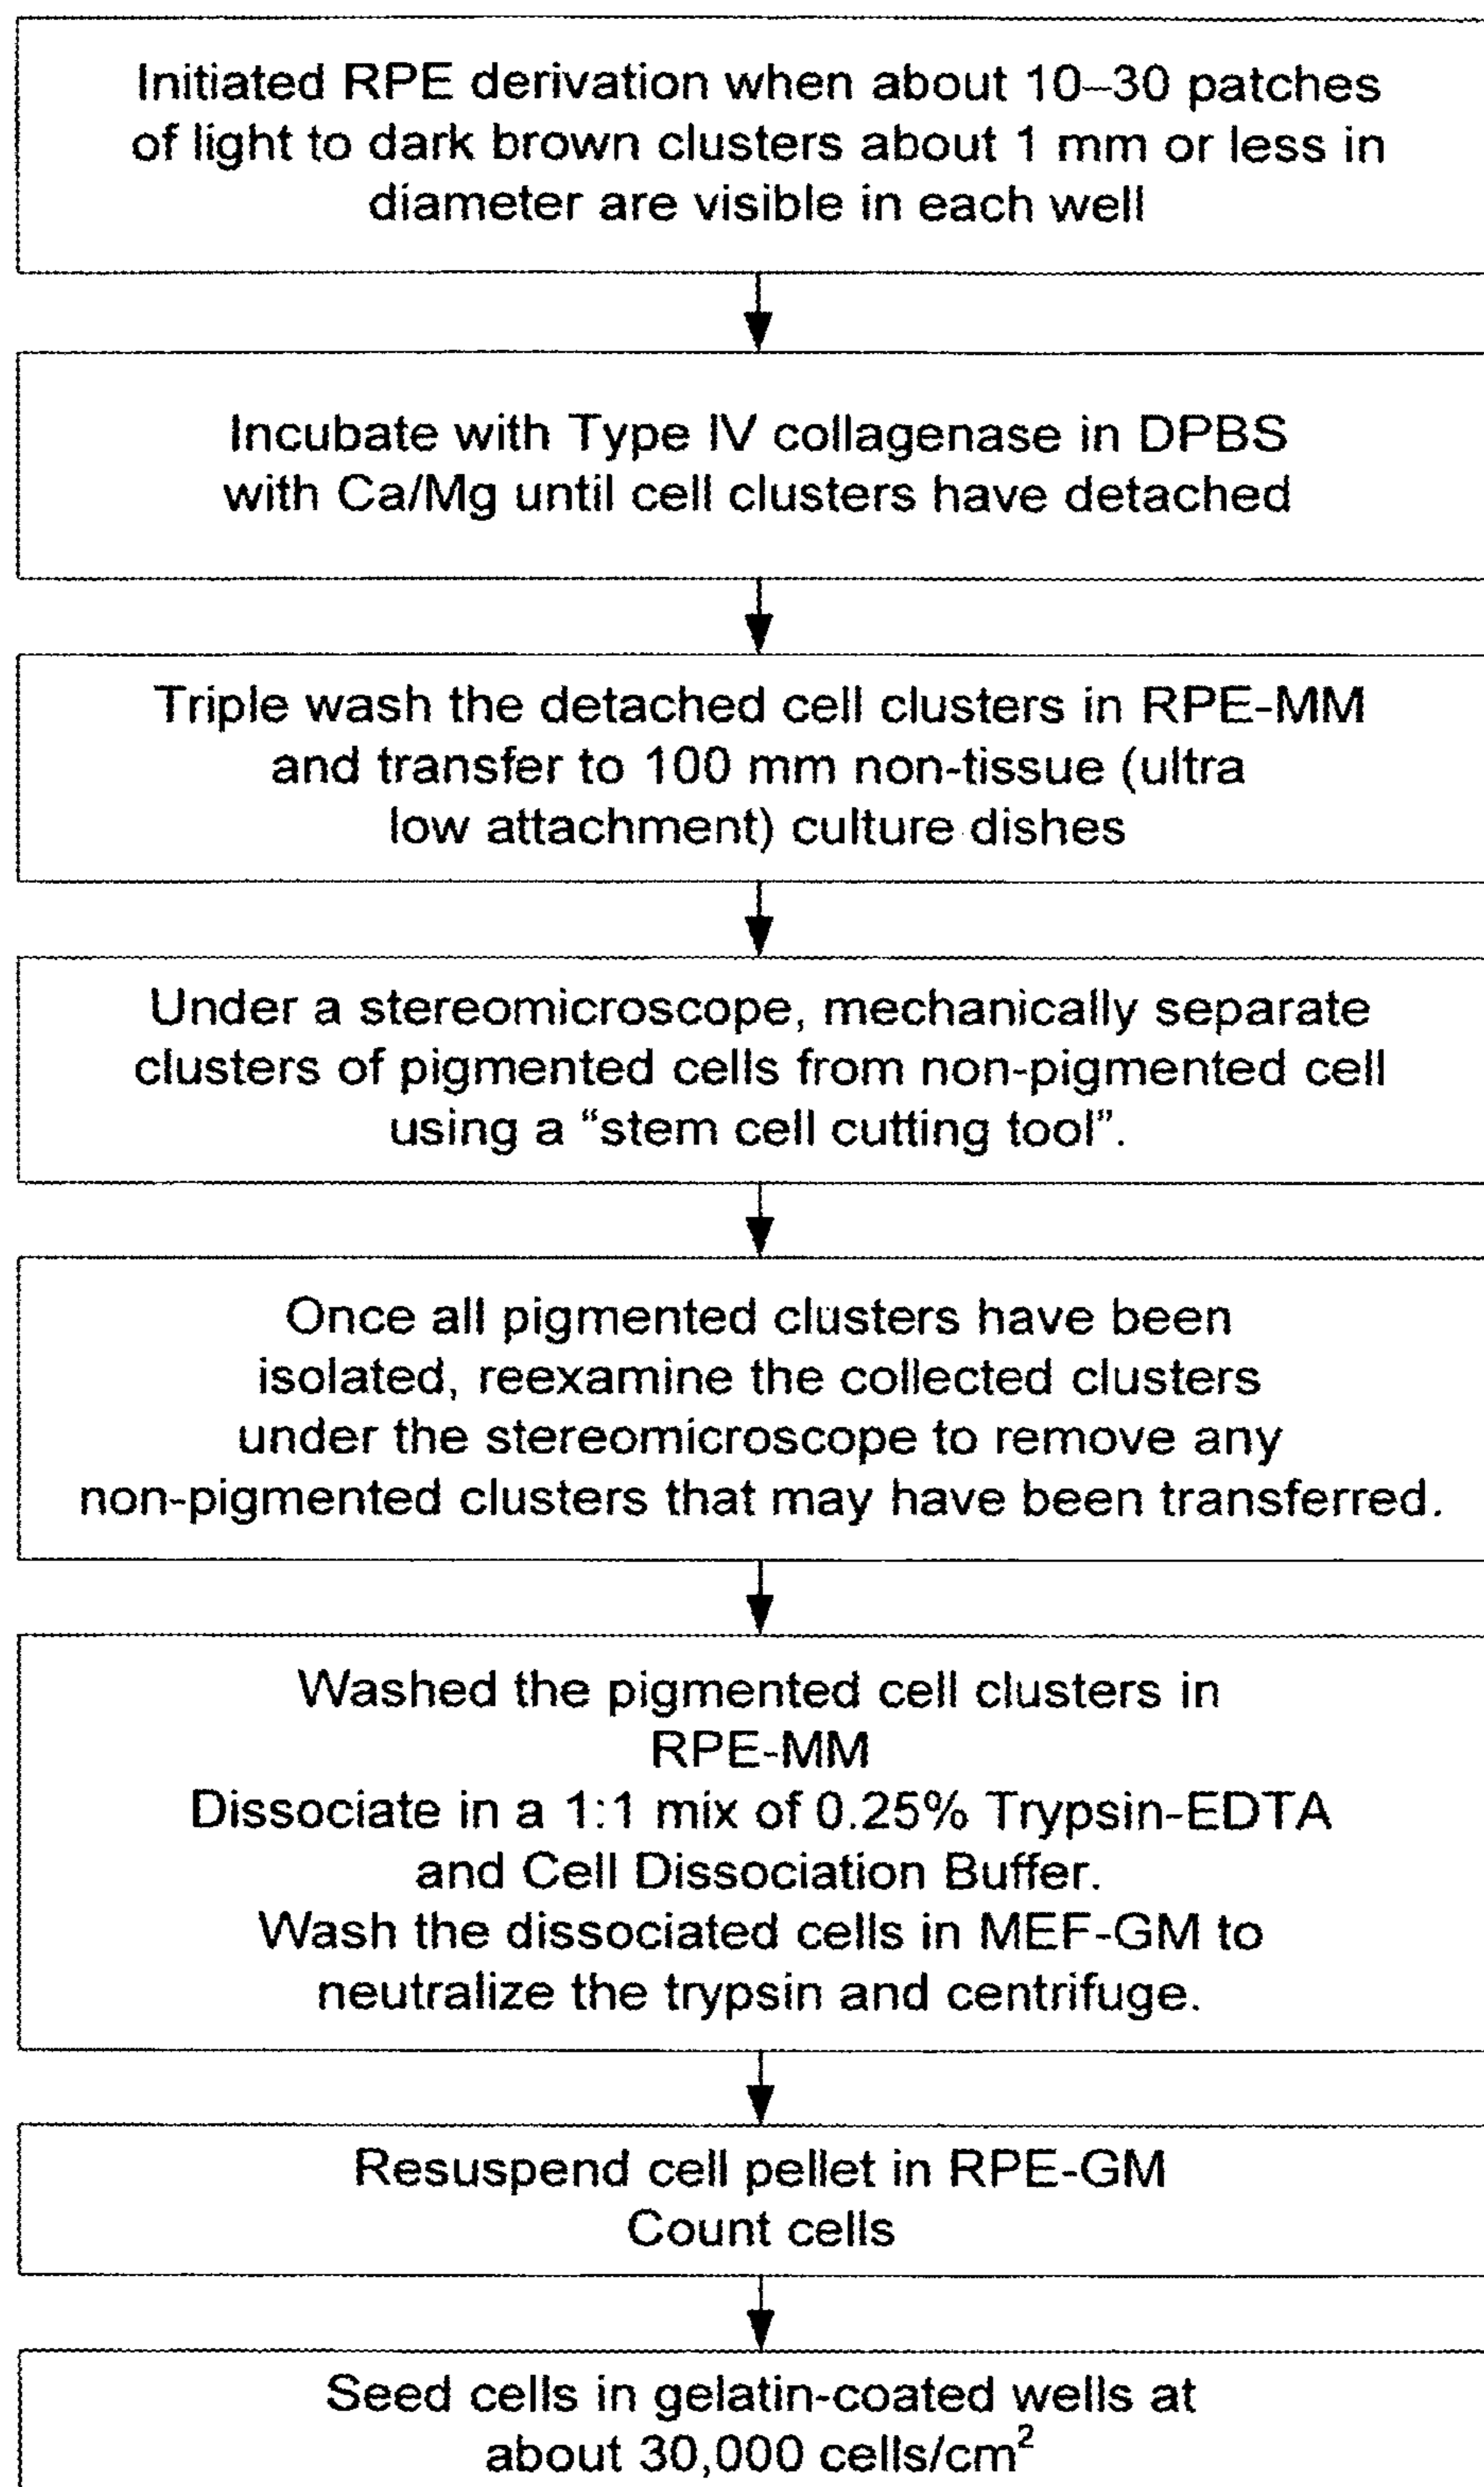 Initiated RPE derivation when about 10–30 patches
of light to dark brown clusters about 1 mm or less in
diameter are visible in each well
Incubate with Type IV collagenase in DPBS
with Ca/Mg until cell clusters have detached
Triple wash the detached cell clusters in RPE-MM
and transfer to 100 mm non-tissue (ultra
low attachment) culture dishes
Under a stereomicroscope, mechanically separate
clusters of pigmented cells from non-pigmented cell
using a “stem cell cutting tool”.
Once all pigmented clusters have been
isolated, reexamine the collected clusters
under the stereomicroscope to remove any
non-pigmented clusters that may have been transferred.
Washed the pigmented cell clusters in
RPE-MM
Dissociate in a 1:1 mix of 0.25% Trypsin-EDTA
and Cell Dissociation Buffer.
Wash the dissociated cells in MEF-GM to
neutralize the trypsin and centrifuge.
Resuspend cell pellet in RPE-GM
Count cells
Seed cells in gelatin-coated wells at
about 30,000 cells/cm²